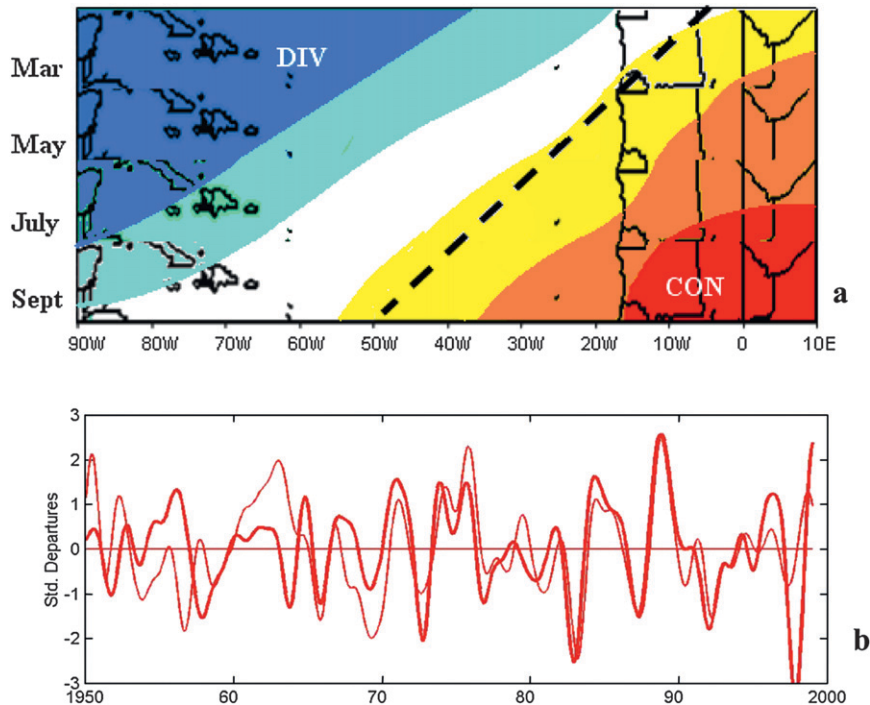 DIV
Mar
May
July
Sept
CON
a
90W 80W 70W 60W 50W 40W 30W 20W 10W 0 10E
3
2
1
0
-1
-2
-3
Std. Departures
b
1950 60 70 80 90 2000